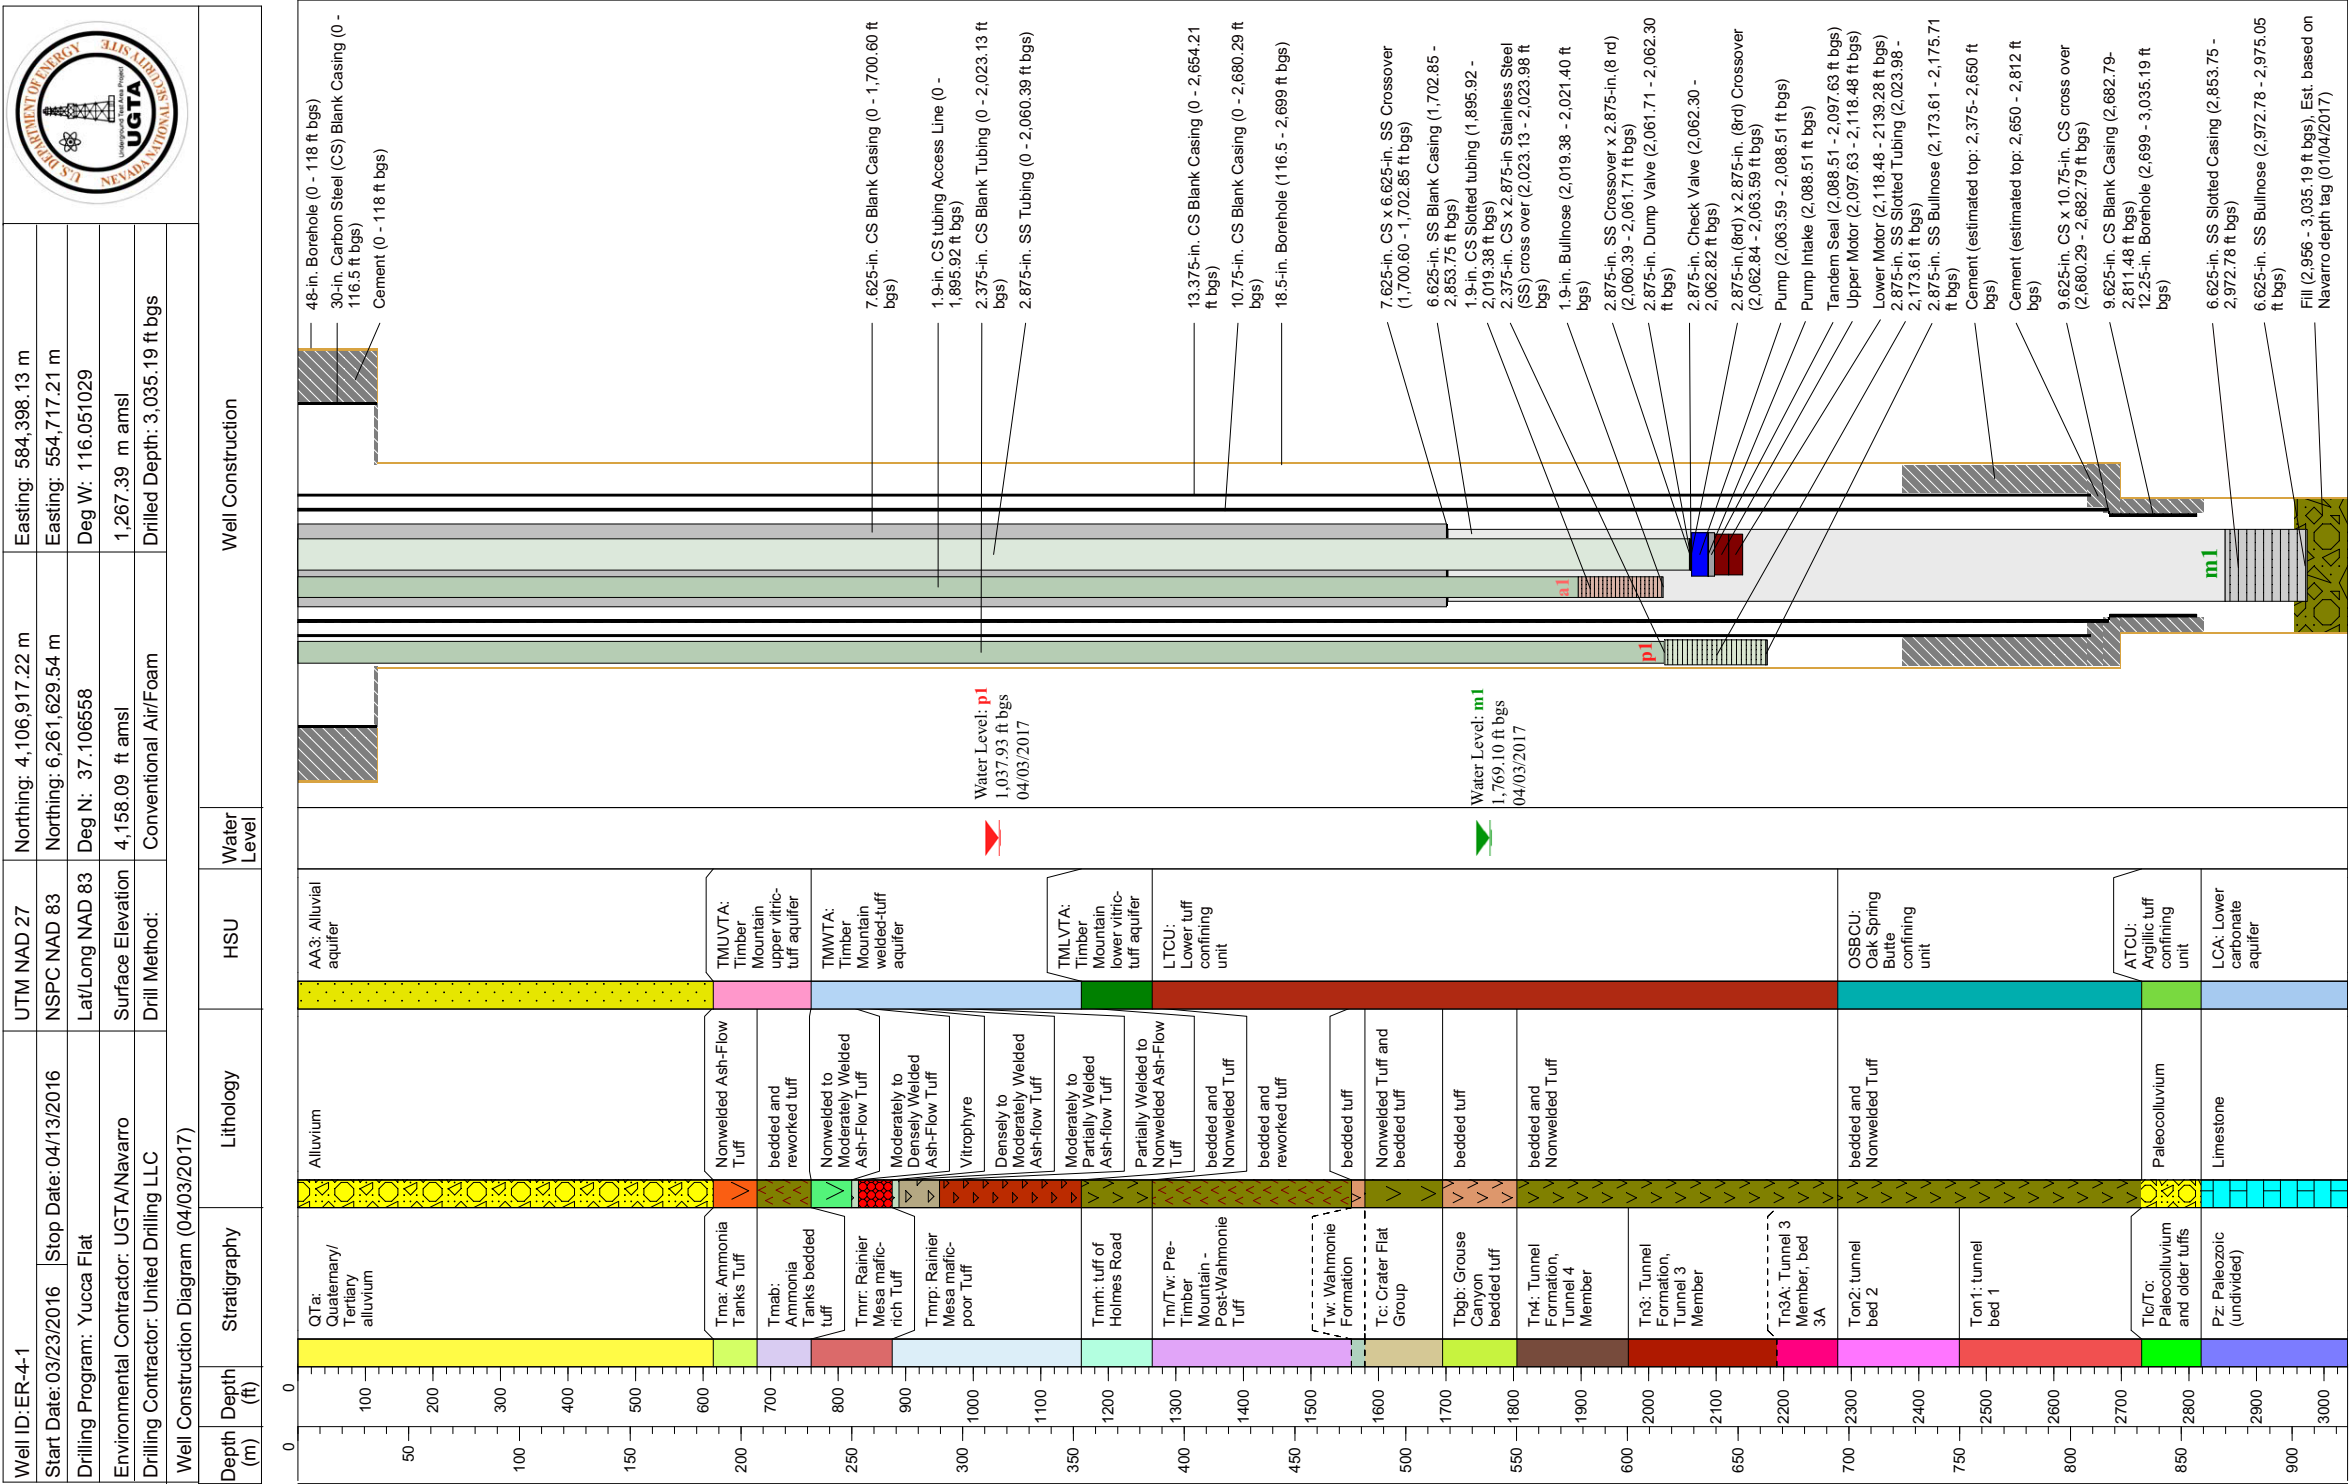 Well ID:ER-4-1
UTM NAD 27
Northing: 4,106,917.22 m
Easting: 584,398.13 m
Start Date: 03/23/2016
Stop Date: 04/13/2016
NSPC NAD 83
Northing: 6,261,629.54 m
Easting: 554,717.21 m
Drilling Program: Yucca Flat
Lat/Long NAD 83
Deg N: 37.106558
Deg W: 116.051029
Environmental Contractor: UGTA/Navarro
Surface Elevation
4,158.09 ft amsl
1,267.39 m amsl
Drilling Contractor: United Drilling LLC
Drill Method:
Conventional Air/Foam
Drilled Depth: 3,035.19 ft bgs
Well Construction Diagram (04/03/2017)
U.S. DEPARTMENT OF ENERGY
NEVADA NATIONAL SECURITY SITE
Underground Test Area Project
UGTA
Depth
(m)
Depth
(ft)
Stratigraphy
Lithology
HSU
Water
Level
Well Construction
0
50
100
150
200
250
300
350
400
450
500
550
600
650
700
750
800
850
900
0
100
200
300
400
500
600
700
800
900
1000
1100
1200
1300
1400
1500
1600
1700
1800
1900
2000
2100
2200
2300
2400
2500
2600
2700
2800
2900
3000
QTa:
Quaternary/
Tertiary
alluvium
Tma: Ammonia
Tanks Tuff
Tmab:
Ammonia
Tanks bedded
tuff
Tmrr: Rainier
Mesa mafic-
rich Tuff
Tmrp: Rainier
Mesa mafic-
poor Tuff
Tmrh: tuff of
Holmes Road
Tm/Tw: Pre-
Timber
Mountain -
Post-Wahmonie
Tuff
Tw: Wahmonie
Formation
Tc: Crater Flat
Group
Tbgb: Grouse
Canyon
bedded tuff
Tn4: Tunnel
Formation,
Tunnel 4
Member
Tn3: Tunnel
Formation,
Tunnel 3
Member
Tn3A: Tunnel 3
Member, bed
3A
Ton2: tunnel
bed 2
Ton1: tunnel
bed 1
Tlc/To:
Paleocolluvium
and older tuffs
Pz: Paleozoic
(undivided)
Alluvium
Nonwelded Ash-Flow
Tuff
bedded and
reworked tuff
Nonwelded to
Moderately Welded
Ash-Flow Tuff
Moderately to
Densely Welded
Ash-Flow Tuff
Vitrophyre
Densely to
Moderately Welded
Ash-flow Tuff
Moderately to
Partially Welded
Ash-flow Tuff
Partially Welded to
Nonwelded Ash-Flow
Tuff
bedded and
Nonwelded Tuff
bedded and
reworked tuff
bedded tuff
Nonwelded Tuff and
bedded tuff
bedded tuff
bedded and
Nonwelded Tuff
bedded and
Nonwelded Tuff
Paleocolluvium
Limestone
AA3: Alluvial
aquifer
TMUVTA:
Timber
Mountain
upper vitric-
tuff aquifer
TMWTA:
Timber
Mountain
welded-tuff
aquifer
TMLVTA:
Timber
Mountain
lower vitric-
tuff aquifer
LTCU:
Lower tuff
confining
unit
OSBCU:
Oak Spring
Butte
confining
unit
ATCU:
Argillic tuff
confining
unit
LCA: Lower
carbonate
aquifer
Water Level: p1
1,037.93 ft bgs
04/03/2017
Water Level: m1
1,769.10 ft bgs
04/03/2017
p1
a1
m1
48-in. Borehole (0 - 118 ft bgs)
30-in. Carbon Steel (CS) Blank Casing (0 -
116.5 ft bgs)
Cement (0 - 118 ft bgs)
7.625-in. CS Blank Casing (0 - 1,700.60 ft
bgs)
1.9-in. CS tubing Access Line (0 -
1,895.92 ft bgs)
2.375-in. CS Blank Tubing (0 - 2,023.13 ft
bgs)
2.875-in. SS Tubing (0 - 2,060.39 ft bgs)
13.375-in. CS Blank Casing (0 - 2,654.21
ft bgs)
10.75-in. CS Blank Casing (0 - 2,680.29 ft
bgs)
18.5-in. Borehole (116.5 - 2,699 ft bgs)
7.625-in. CS x 6.625-in. SS Crossover
(1,700.60 - 1,702.85 ft bgs)
6.625-in. SS Blank Casing (1,702.85 -
2,853.75 ft bgs)
1.9-in. CS Slotted tubing (1,895.92 -
2,019.38 ft bgs)
2.375-in. CS x 2.875-in Stainless Steel
(SS) cross over (2,023.13 - 2,023.98 ft
bgs)
1.9-in. Bullnose (2,019.38 - 2,021.40 ft
bgs)
2.875-in. SS Crossover x 2.875-in.(8 rd)
(2,060.39 - 2,061.71 ft bgs)
2.875-in. Dump Valve (2,061.71 - 2,062.30
ft bgs)
2.875-in. Check Valve (2,062.30 -
2,062.82 ft bgs)
2.875-in.(8rd) x 2.875-in. (8rd) Crossover
(2,062.84 - 2,063.59 ft bgs)
Pump (2,063.59 - 2,088.51 ft bgs)
Pump Intake (2,088.51 ft bgs)
Tandem Seal (2,088.51 - 2,097.63 ft bgs)
Upper Motor (2,097.63 - 2,118.48 ft bgs)
Lower Motor (2,118.48 - 2139.28 ft bgs)
2.875-in. SS Slotted Tubing (2,023.98 -
2,173.61 ft bgs)
2.875-in. SS Bullnose (2,173.61 - 2,175.71
ft bgs)
Cement (estimated top: 2,375- 2,650 ft
bgs)
Cement (estimated top: 2,650 - 2,812 ft
bgs)
9.625-in. CS x 10.75-in. CS cross over
(2,680.29 - 2,682.79 ft bgs)
9.625-in. CS Blank Casing (2,682.79-
2,811.48 ft bgs)
12.25-in. Borehole (2,699 - 3,035.19 ft
bgs)
6.625-in. SS Slotted Casing (2,853.75 -
2,972.78 ft bgs)
6.625-in. SS Bullnose (2,972.78 - 2,975.05
ft bgs)
Fill (2,956 - 3,035.19 ft bgs), Est. based on
Navarro depth tag (01/04/2017)